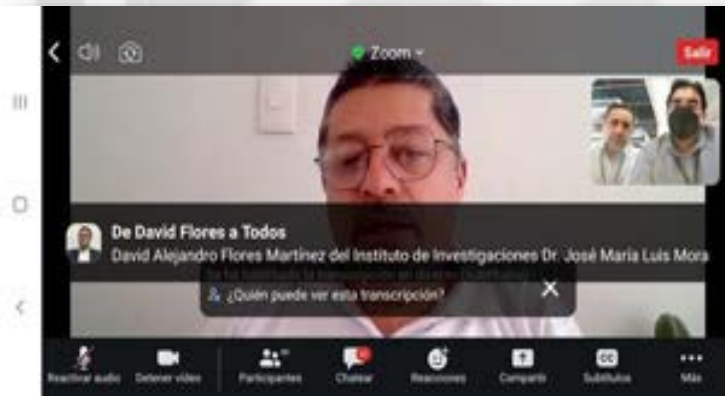 Zoom
Salir
De David Flores a Todos
David Alejandro Flores Martínez del Instituto de Investigaciones Dr. José María Luis Mora
¿Quién puede ver esta transcripción?
Reactivar audio
Detener video
Participantes
Chatear
Reacciones
Compartir
CC
Subtítulos
Más